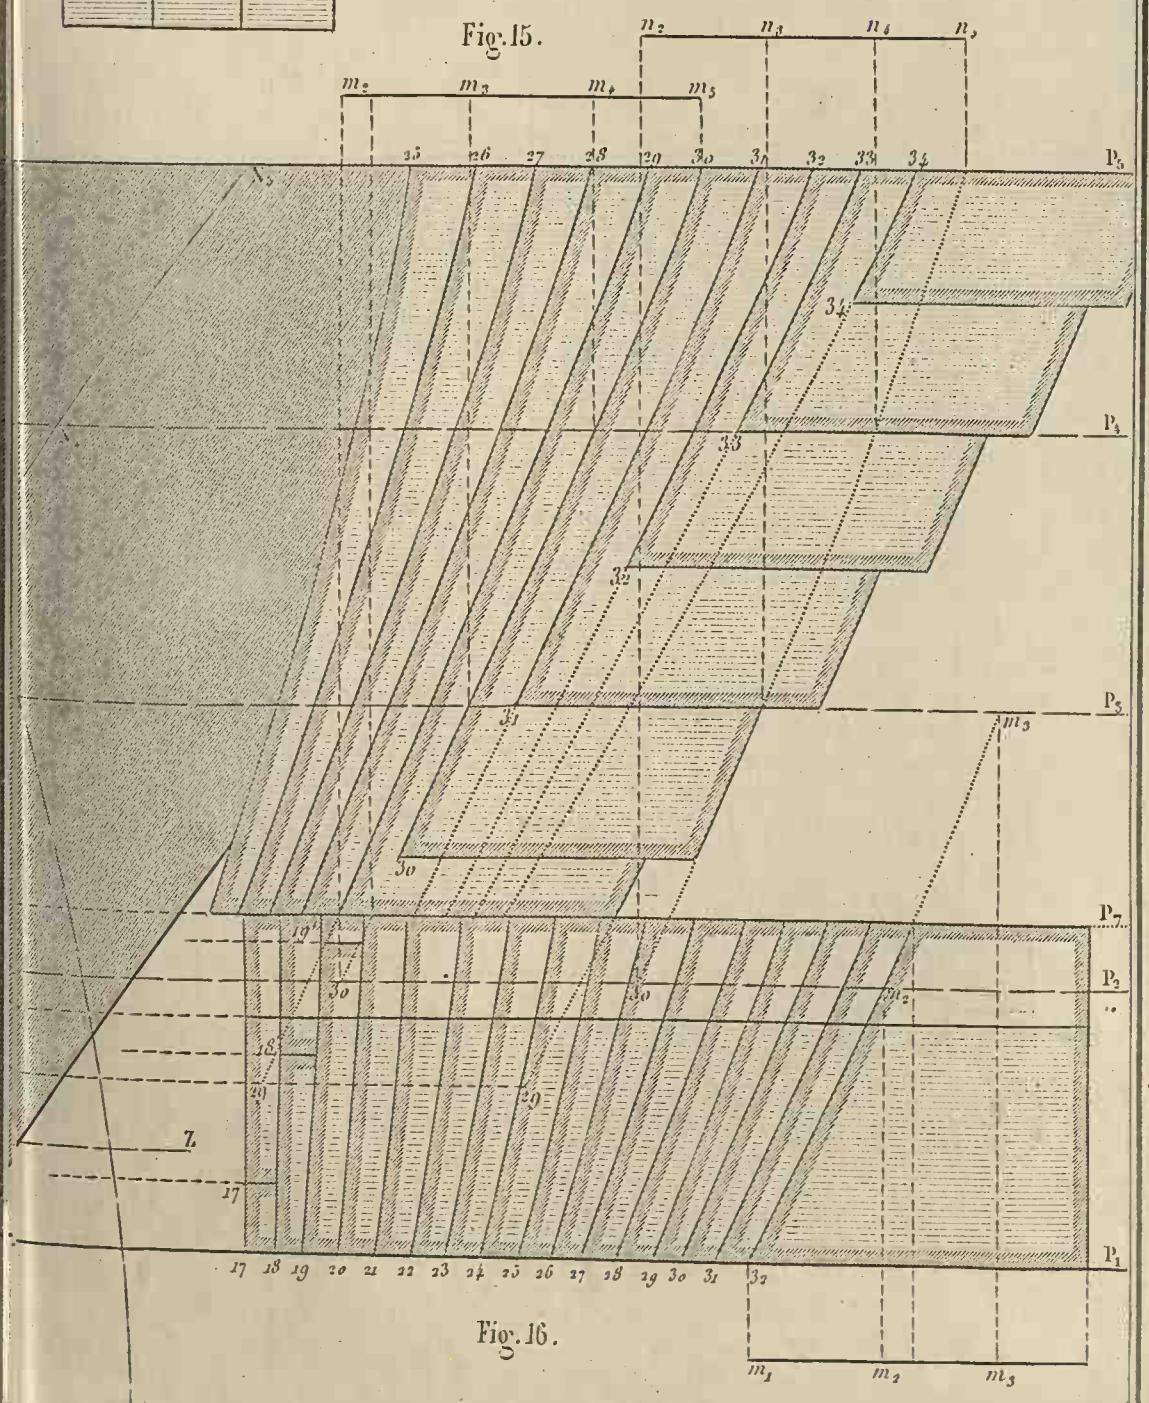 Fig. 15.
n₂ n₃ n₄ n₅
m₂ m₃ m₄ m₅
25 26 27 28 29 30 31 32 33 34 P₅
N₅
34
33 P₄
32
31 P₃
m₃
30
P₇
19
30 30 m₂ P₂
18
29 29
Z
17
P₁
17 18 19 20 21 22 23 24 25 26 27 28 29 30 31 32
Fig. 16.
m₁ m₂ m₃